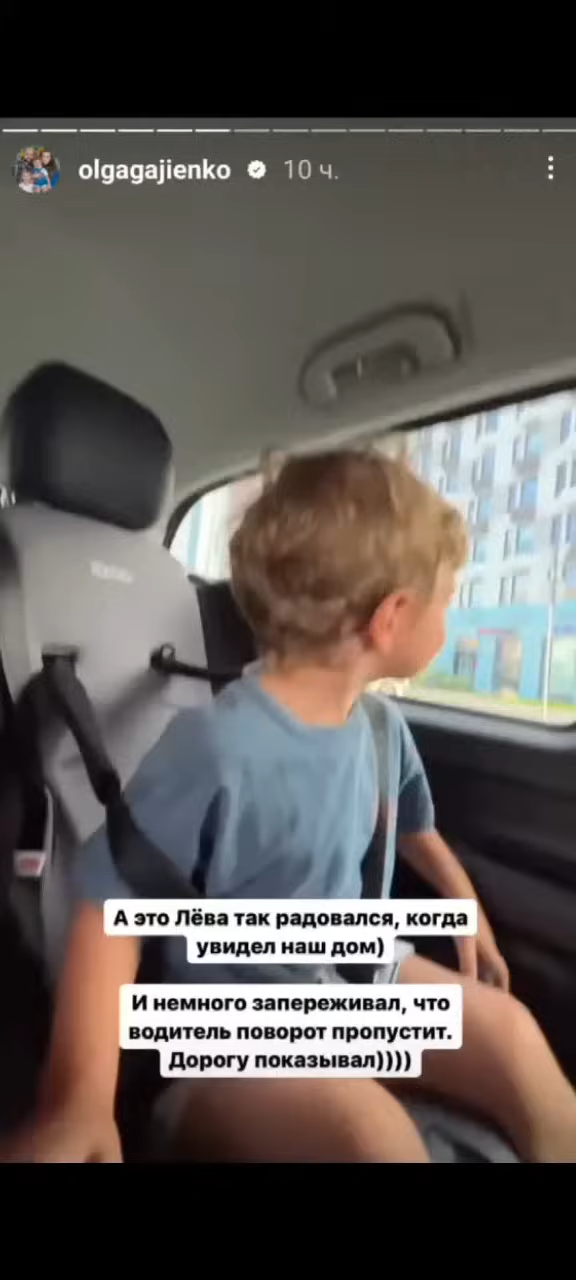 olgagajienko 10 ч.
А это Лёва так радовался, когда
увидел наш дом)
И немного запереживал, что
водитель поворот пропустит.
Дорогу показывал))))